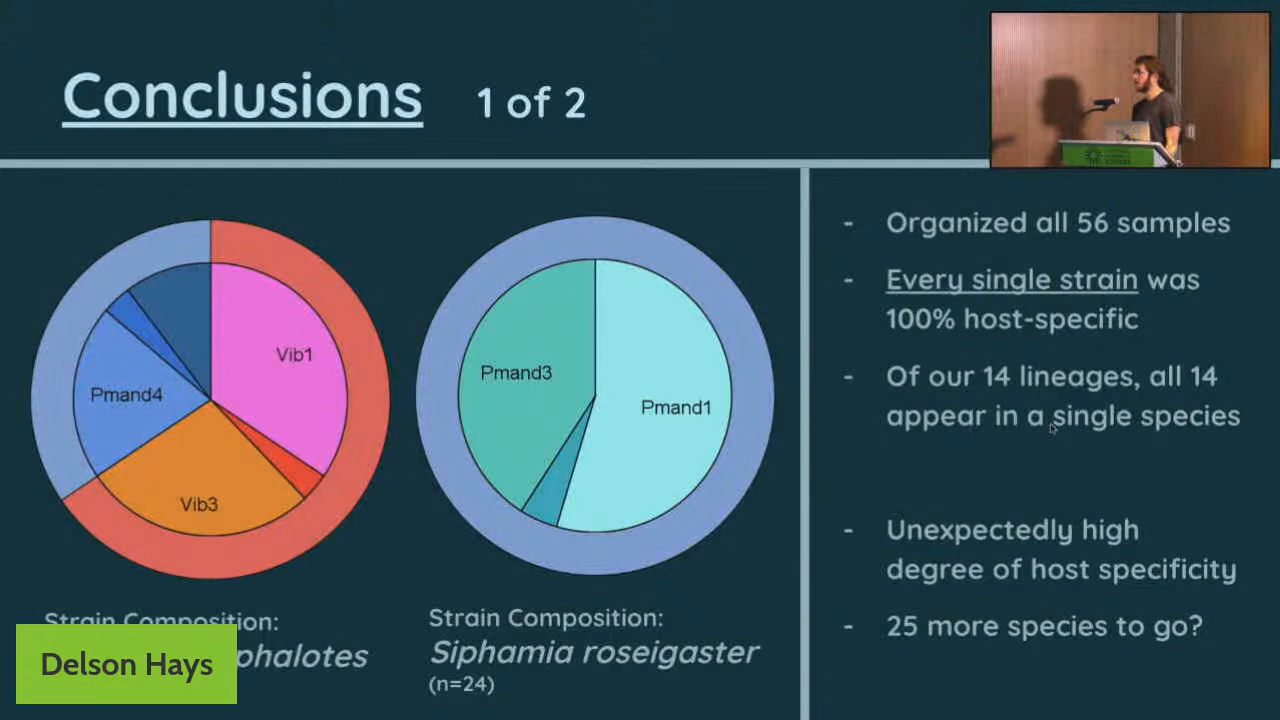 Conclusions 1 of 2
Vib1
Pmand4
Vib3
Pmand3
Pmand1
Strain Composition:
phalotes
Strain Composition:
Siphamia roseigaster
(n=24)
- Organized all 56 samples
- Every single strain was
100% host-specific
- Of our 14 lineages, all 14
appear in a single species
- Unexpectedly high
degree of host specificity
- 25 more species to go?
Delson Hays